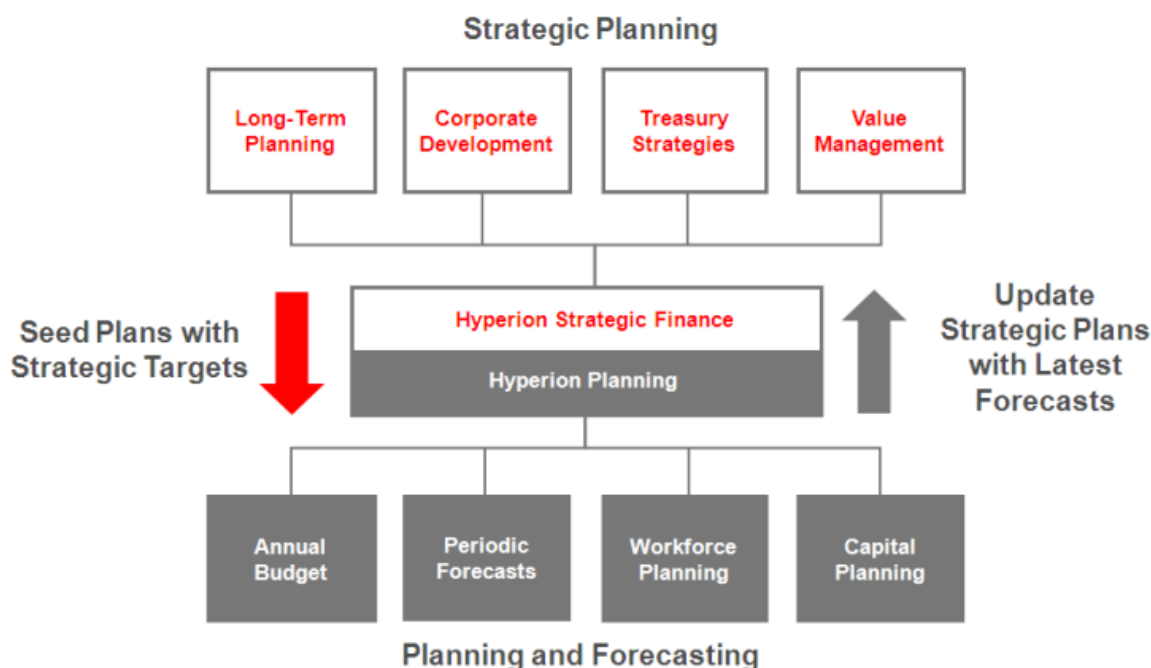 Strategic Planning
Long-Term
Planning
Corporate
Development
Treasury
Strategies
Value
Management
Seed Plans with
Strategic Targets
Hyperion Strategic Finance
Hyperion Planning
Update
Strategic Plans
with Latest
Forecasts
Annual
Budget
Periodic
Forecasts
Workforce
Planning
Capital
Planning
Planning and Forecasting